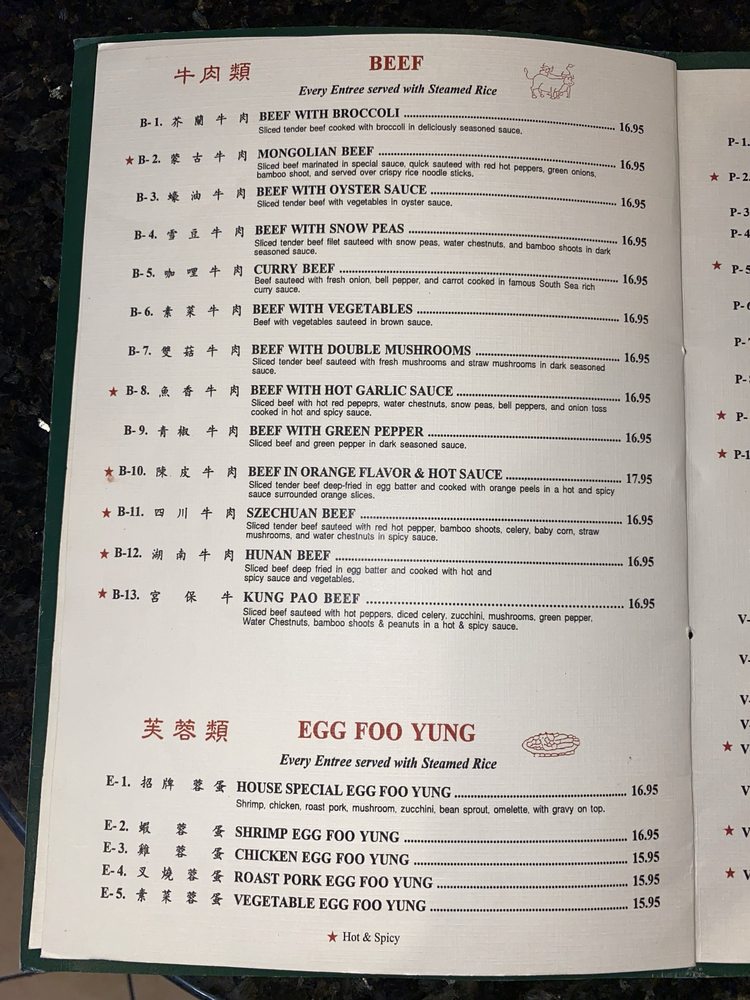 牛肉類 BEEF
Every Entree served with Steamed Rice
B-1. 芥蘭牛肉 BEEF WITH BROCCOLI 16.95
Sliced tender beef cooked with broccoli in deliciously seasoned sauce.
★ B-2. 蒙古牛肉 MONGOLIAN BEEF 16.95
Sliced beef marinated in special sauce, quick sauteed with red hot peppers, green onions,
bamboo shoot, and served over crispy rice noodle sticks.
B-3. 蠔油牛肉 BEEF WITH OYSTER SAUCE 16.95
Sliced tender beef with vegetables in oyster sauce.
B-4. 雪豆牛肉 BEEF WITH SNOW PEAS 16.95
Sliced tender beef filet sauteed with snow peas, water chestnuts, and bamboo shoots in dark
seasoned sauce.
B-5. 咖哩牛肉 CURRY BEEF 16.95
Beef sauteed with fresh onion, bell pepper, and carrot cooked in famous South Sea rich
curry sauce.
B-6. 素菜牛肉 BEEF WITH VEGETABLES 16.95
Beef with vegetables sauteed in brown sauce.
B-7. 雙菇牛肉 BEEF WITH DOUBLE MUSHROOMS 16.95
Sliced tender beef sauteed with fresh mushrooms and straw mushrooms in dark seasoned
sauce.
★ B-8. 魚香牛肉 BEEF WITH HOT GARLIC SAUCE 16.95
Sliced beef with hot red pepeprs, water chestnuts, snow peas, bell peppers, and onion toss
cooked in hot and spicy sauce.
B-9. 青椒牛肉 BEEF WITH GREEN PEPPER 16.95
Sliced beef and green pepper in dark seasoned sauce.
★ B-10. 陳皮牛肉 BEEF IN ORANGE FLAVOR & HOT SAUCE 17.95
Sliced tender beef deep-fried in egg batter and cooked with orange peels in a hot and spicy
sauce surrounded orange slices.
★ B-11. 四川牛肉 SZECHUAN BEEF 16.95
Sliced tender beef sauteed with red hot pepper, bamboo shoots, celery, baby corn, straw
mushrooms, and water chestnuts in spicy sauce.
★ B-12. 湖南牛肉 HUNAN BEEF 16.95
Sliced beef deep fried in egg batter and cooked with hot and
spicy sauce and vegetables.
★ B-13. 宮保牛 KUNG PAO BEEF 16.95
Sliced beef sauteed with hot peppers, diced celery, zucchini, mushrooms, green pepper,
Water Chestnuts, bamboo shoots & peanuts in a hot & spicy sauce.
芙蓉類 EGG FOO YUNG
Every Entree served with Steamed Rice
E-1. 招牌蓉蛋 HOUSE SPECIAL EGG FOO YUNG 16.95
Shrimp, chicken, roast pork, mushroom, zucchini, bean sprout, omelette, with gravy on top.
E-2. 蝦蓉蛋 SHRIMP EGG FOO YUNG 16.95
E-3. 雞蓉蛋 CHICKEN EGG FOO YUNG 15.95
E-4. 叉燒蓉蛋 ROAST PORK EGG FOO YUNG 15.95
E-5. 素菜蓉蛋 VEGETABLE EGG FOO YUNG 15.95
★ Hot & Spicy
P-1.
★ P-2.
P-3
P-4
★ P-5
P-6
★ P-
★ P-1